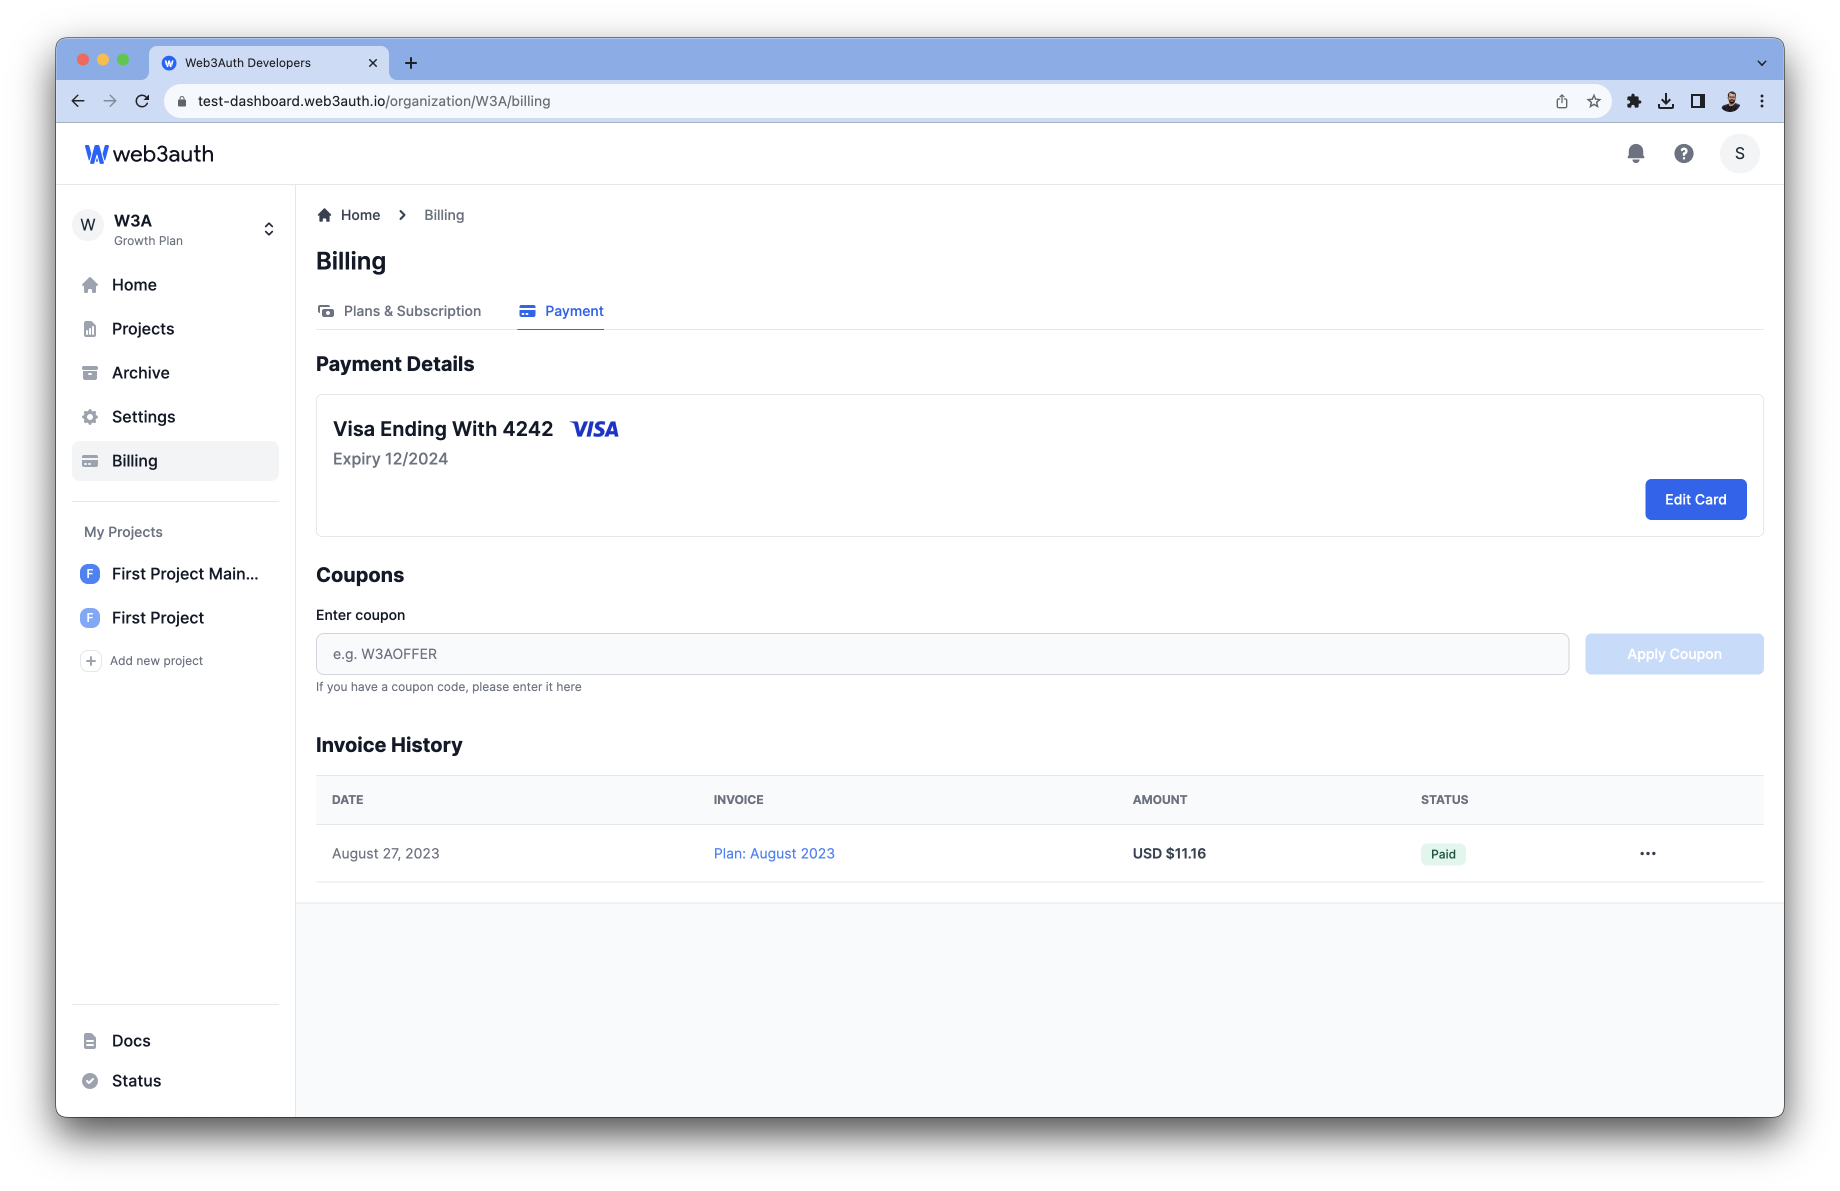 Web3Auth Developers
test-dashboard.web3auth.io/organization/W3A/billing
web3auth
S
W
W3A
Growth Plan
Home
Projects
Archive
Settings
Billing
My Projects
F
First Project Main...
F
First Project
Add new project
Docs
Status
Home
Billing
Billing
Plans & Subscription
Payment
Payment Details
Visa Ending With 4242
VISA
Expiry 12/2024
Edit Card
Coupons
Enter coupon
e.g. W3AOFFER
Apply Coupon
If you have a coupon code, please enter it here
Invoice History
DATE INVOICE AMOUNT STATUS
August 27, 2023 Plan: August 2023 USD $11.16 Paid